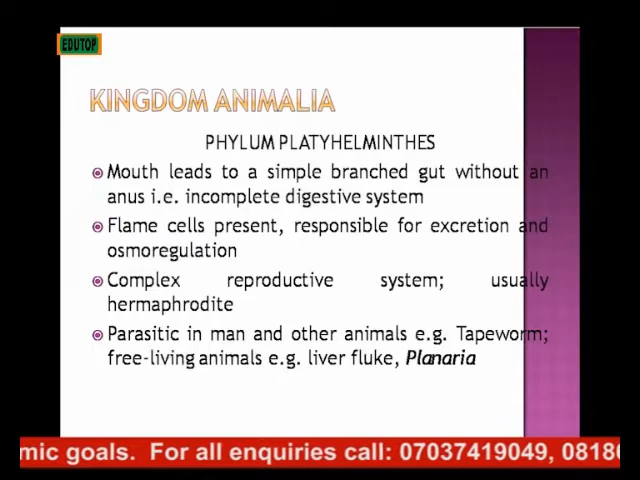 EDUTOP
KINGDOM ANIMALIA
PHYLUM PLATYHELMINTHES
Mouth leads to a simple branched gut without an
anus i.e. incomplete digestive system
Flame cells present, responsible for excretion and
osmoregulation
Complex reproductive system; usually
hermaphrodite
Parasitic in man and other animals e.g. Tapeworm;
free-living animals e.g. liver fluke, Planaria
mic goals. For all enquiries call: 07037419049, 0818